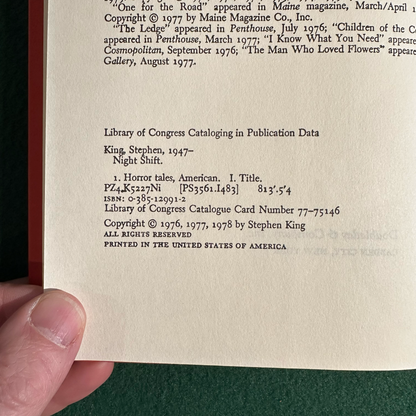 "One for the Road" appeared in Maine magazine, March/April
Copyright © 1977 by Maine Magazine Co., Inc.
"The Ledge" appeared in Penthouse, July 1976; "Children of the
appeared in Penthouse, March 1977; "I Know What You Need"
Cosmopolitan, September 1976; "The Man Who Loved Flowers"
Gallery, August 1977.
Library of Congress Cataloging in Publication Data
King, Stephen, 1947–
Night Shift.
1. Horror tales, American. I. Title.
PZ4.K5227Ni [PS3561.I483] 813'.5'4
ISBN: 0-385-12991-2
Library of Congress Catalogue Card Number 77–75146
Copyright © 1976, 1977, 1978 by Stephen King
ALL RIGHTS RESERVED
PRINTED IN THE UNITED STATES OF AMERICA